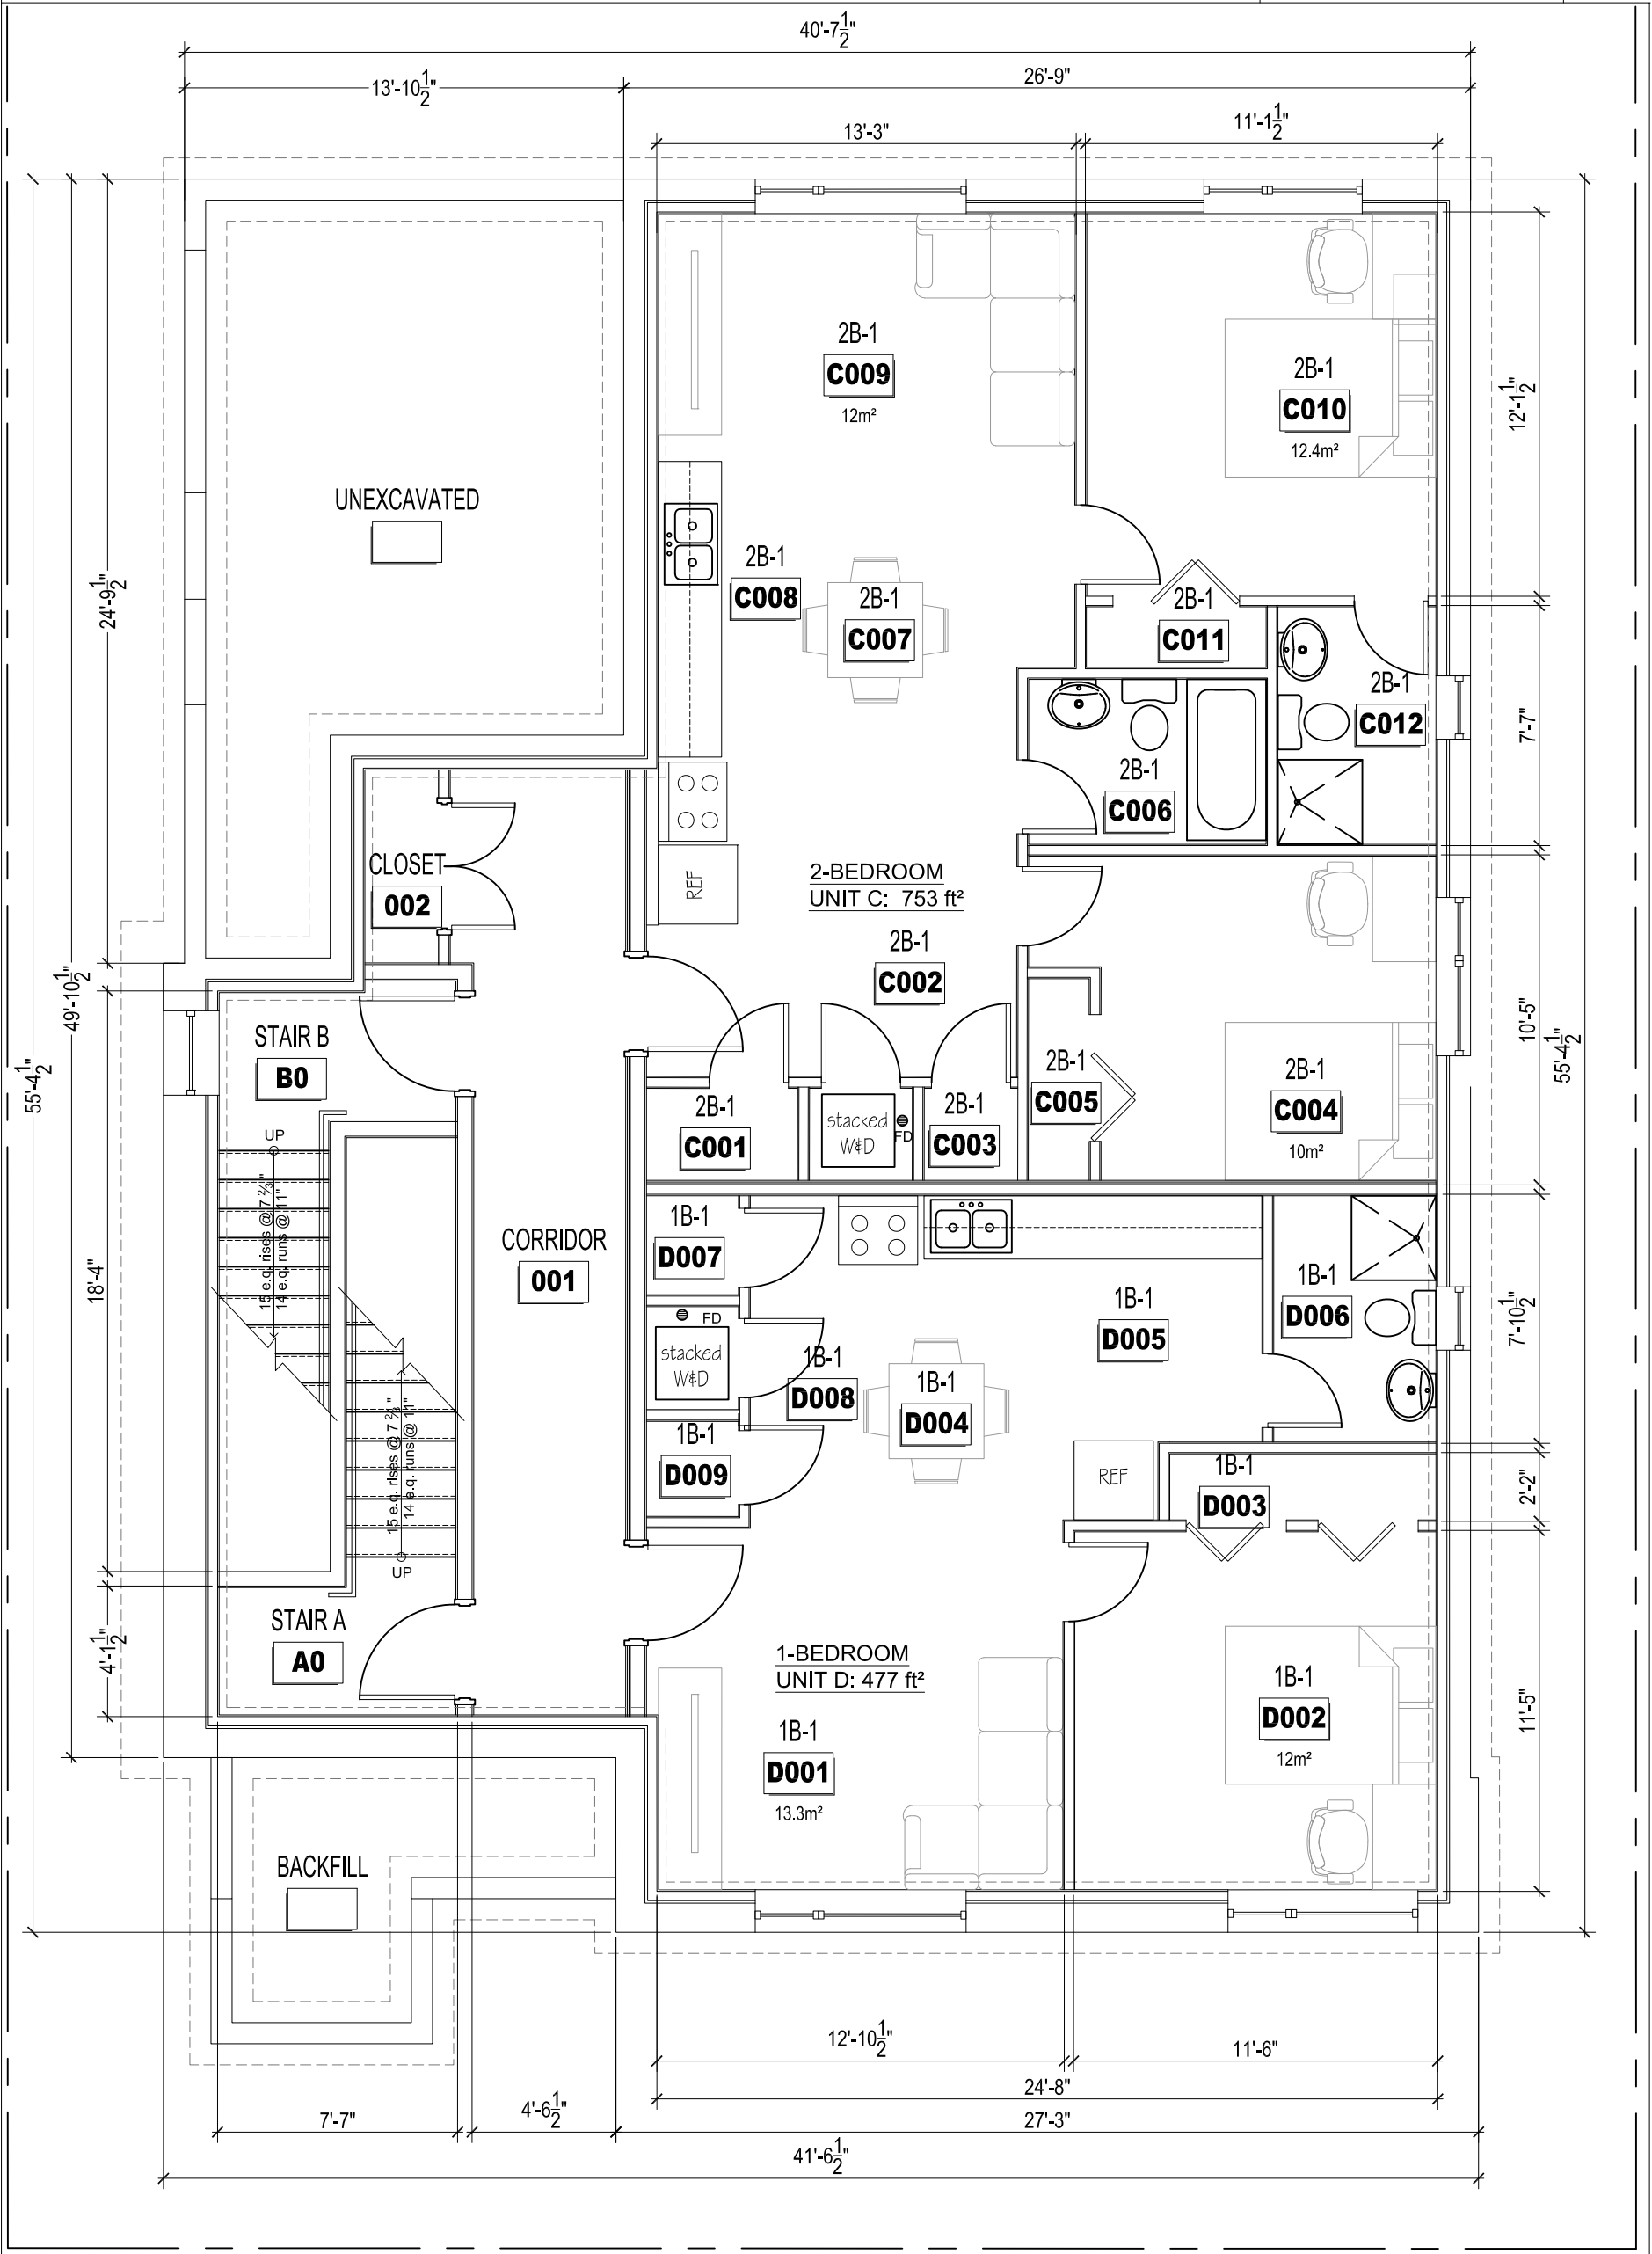 40'-7 1/2"
13'-10 1/2"
26'-9"
13'-3"
11'-1 1/2"
2B-1
C009
12m²
2B-1
C010
12.4m²
12'-1 1/2"
UNEXCAVATED
24'-9 1/2"
2B-1
C008
2B-1
C007
2B-1
C011
2B-1
C012
7'-7"
2B-1
C006
CLOSET
002
REF
2-BEDROOM
UNIT C: 753 ft²
2B-1
C002
49'-10 1/2"
55'-4 1/2"
10'-5"
55'-4 1/2"
STAIR B
B0
2B-1
C005
2B-1
C004
10m²
2B-1
C001
stacked
W&D
FD
2B-1
C003
UP
15 e.q. rises @ 7 2/3"
14 e.q. runs @ 11"
18'-4"
CORRIDOR
001
1B-1
D007
FD
stacked
W&D
1B-1
D008
1B-1
D004
1B-1
D005
1B-1
D006
7'-10 1/2"
15 e.q. rises @ 7 2/3"
14 e.q. runs @ 11"
UP
1B-1
D009
REF
1B-1
D003
2'-2"
STAIR A
A0
4'-1 1/2"
1-BEDROOM
UNIT D: 477 ft²
1B-1
D001
13.3m²
1B-1
D002
12m²
11'-5"
BACKFILL
12'-10 1/2"
11'-6"
24'-8"
7'-7"
4'-6 1/2"
27'-3"
41'-6 1/2"